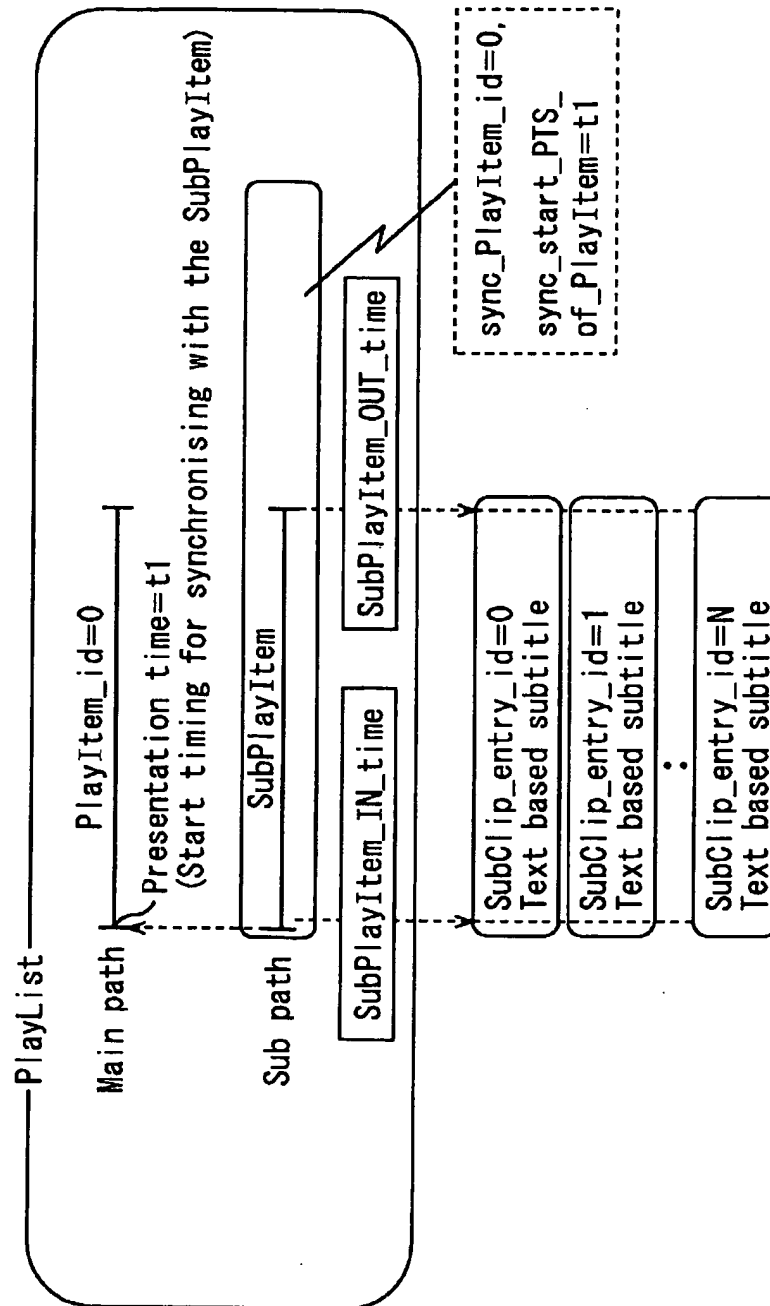 PlayList
Main path
PlayItem_id=0
Presentation time=t1
(Start timing for synchronising with the SubPlayItem)
Sub path
SubPlayItem
SubPlayItem_IN_time
SubPlayItem_OUT_time
sync_PlayItem_id=0,
sync_start_PTS_
of_PlayItem=t1
SubClip_entry_id=0
Text based subtitle
SubClip_entry_id=1
Text based subtitle
SubClip_entry_id=N
Text based subtitle